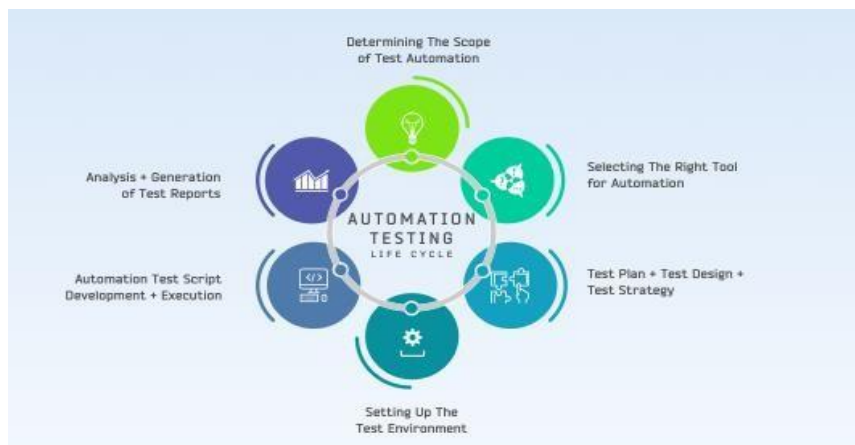 Determining The Scope
of Test Automation
Selecting The Right Tool
for Automation
Test Plan + Test Design +
Test Strategy
Setting Up The
Test Environment
Automation Test Script
Development + Execution
Analysis + Generation
of Test Reports
AUTOMATION
TESTING
LIFE CYCLE